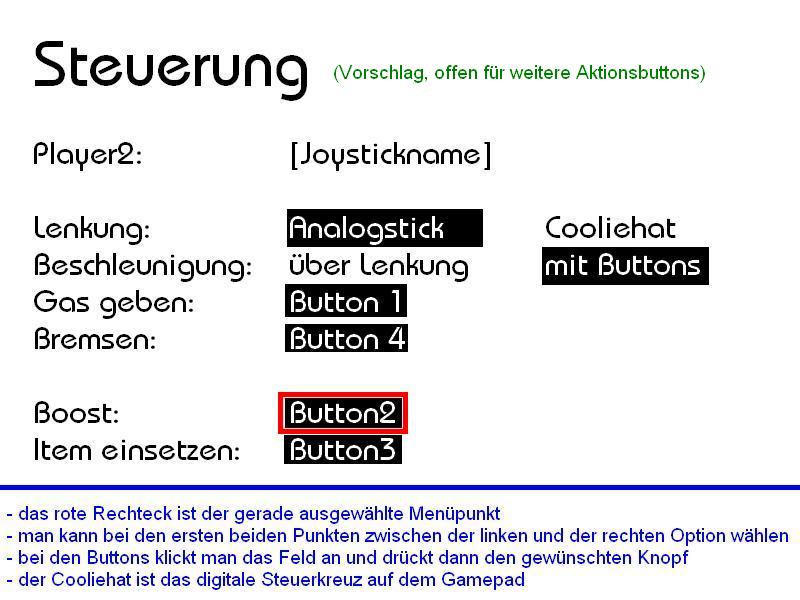 Steuerung (Vorschlag, offen für weitere Aktionsbuttons)
Player2: [Joystickname]
Lenkung: Analogstick Cooliehat
Beschleunigung: über Lenkung mit Buttons
Gas geben: Button 1
Bremsen: Button 4
Boost: Button2
Item einsetzen: Button3
- das rote Rechteck ist der gerade ausgewählte Menüpunkt
- man kann bei den ersten beiden Punkten zwischen der linken und der rechten Option wählen
- bei den Buttons klickt man das Feld an und drückt dann den gewünschten Knopf
- der Cooliehat ist das digitale Steuerkreuz auf dem Gamepad